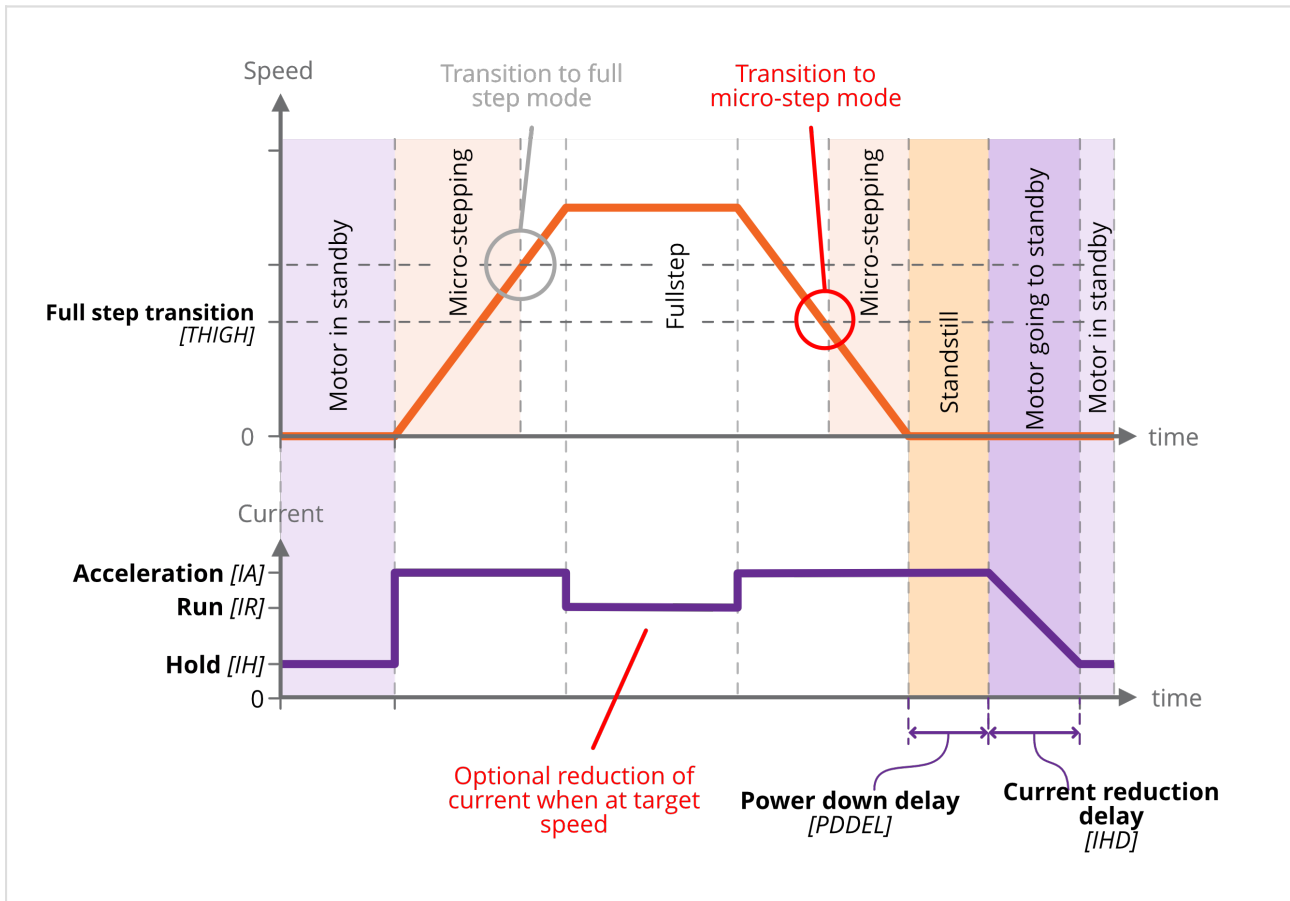 Speed
Transition to full
step mode
Transition to
micro-step mode
Motor in standby
Micro-stepping
Fullstep
Micro-stepping
Standstill
Motor going to standby
Motor in standby
Full step transition
[THIGH]
0
time
Current
Acceleration [IA]
Run [IR]
Hold [IH]
0
time
Optional reduction of
current when at target
speed
Power down delay
[PDDEL]
Current reduction
delay
[IHD]